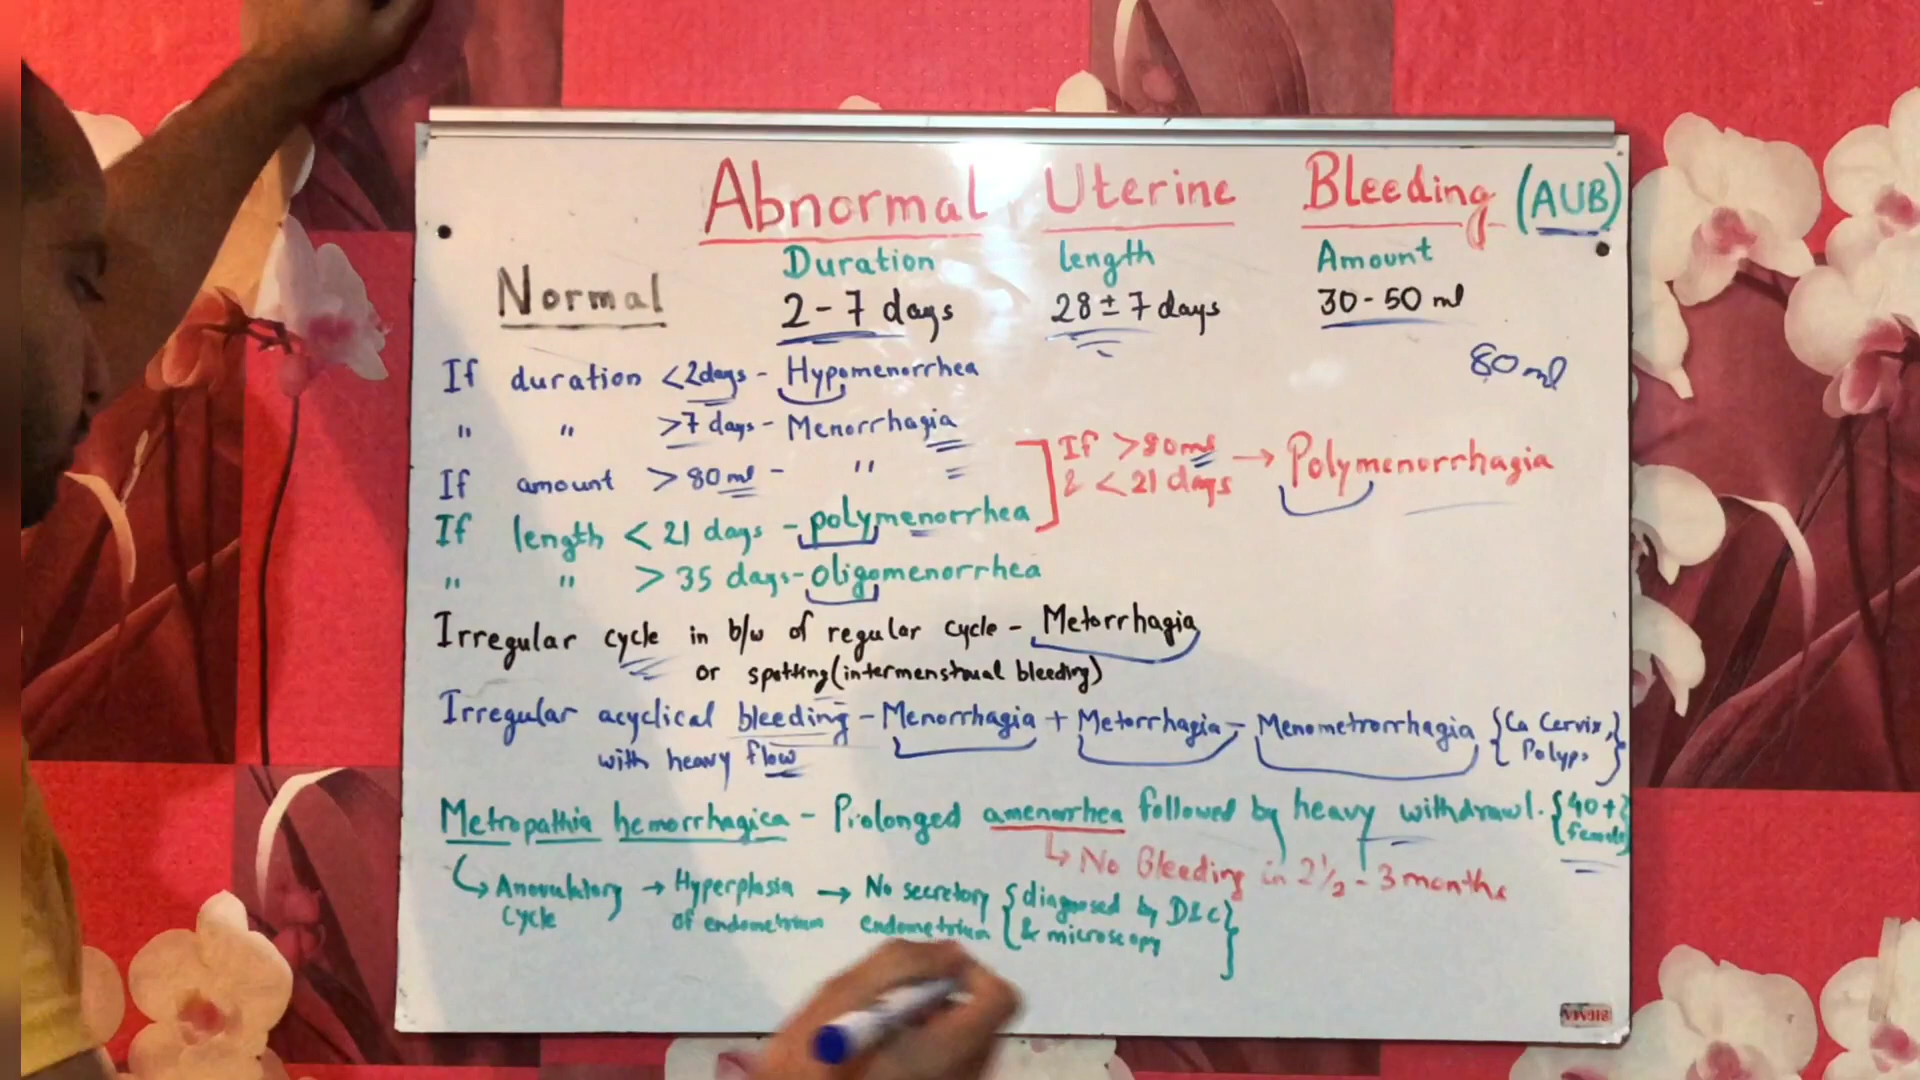 Abnormal Uterine Bleeding (AUB)
Duration length Amount
Normal 2-7 days 28 ± 7 days 30-50 ml
80 ml
If duration <2days - Hypomenorrhea
" " >7 days - Menorrhagia
If amount >80ml - " =
If length < 21 days - polymenorrhea
If >80ml
& <21 days → Polymenorrhagia
" " > 35 days - Oligomenorrhea
Irregular cycle in b/w of regular cycle - Metorrhagia
or spotting (intermenstrual bleeding)
Irregular acyclical bleeding - Menorrhagia + Metorrhagia - Menometrorrhagia {Ca Cervix,
Polyps}
with heavy flow
Metropathia hemorrhagica - Prolonged amenorrhea followed by heavy withdrawl. {40+
female}
↳ No Bleeding in 2½ - 3 months
↳ Anovulatory → Hyperplasia → No secretory {diagnosed by D&C}
cycle of endometrium endometrium {& microscopy}